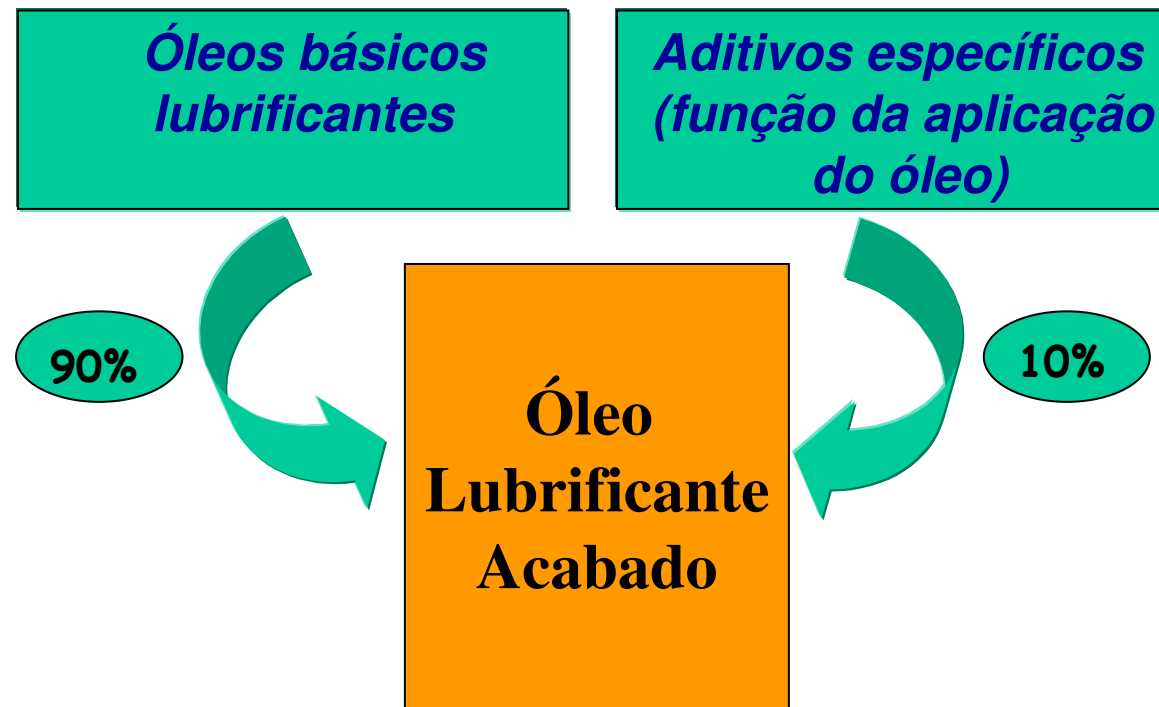 Óleos básicos
lubrificantes
Aditivos específicos
(função da aplicação
do óleo)
90%
10%
Óleo
Lubrificante
Acabado